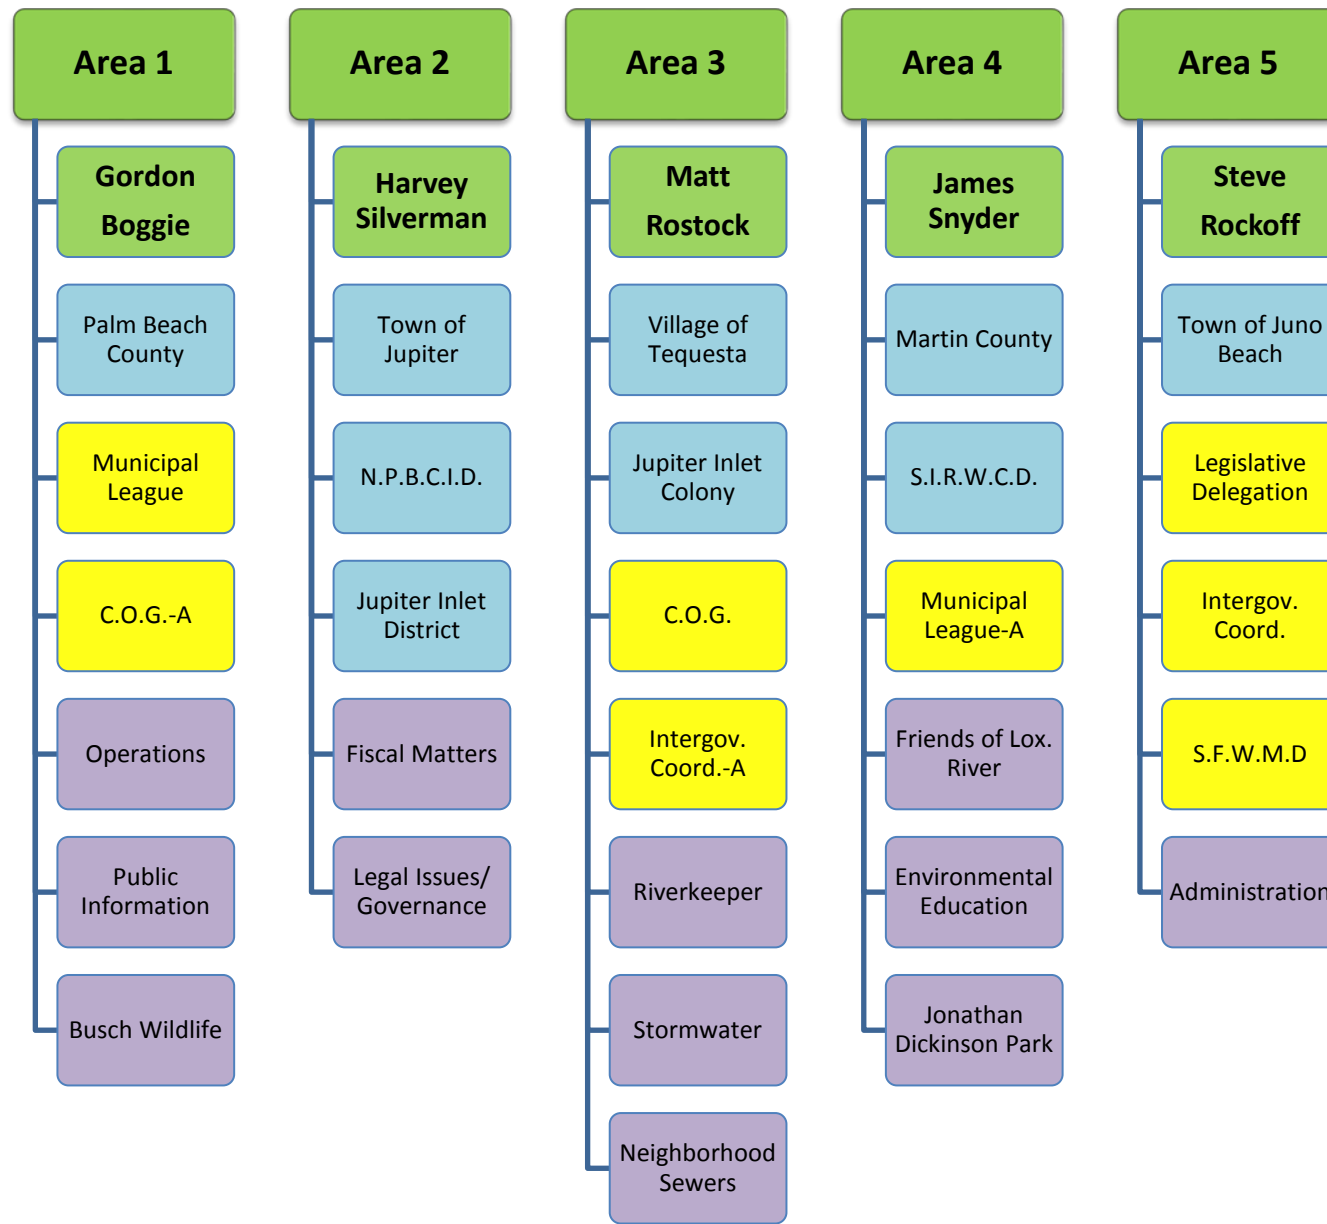 Area 1
Gordon
Boggie
Palm Beach
County
Municipal
League
C.O.G.-A
Operations
Public
Information
Busch Wildlife
Area 2
Harvey
Silverman
Town of
Jupiter
N.P.B.C.I.D.
Jupiter Inlet
District
Fiscal Matters
Legal Issues/
Governance
Area 3
Matt
Rostock
Village of
Tequesta
Jupiter Inlet
Colony
C.O.G.
Intergov.
Coord.-A
Riverkeeper
Stormwater
Neighborhood
Sewers
Area 4
James
Snyder
Martin County
S.I.R.W.C.D.
Municipal
League-A
Friends of Lox.
River
Environmental
Education
Jonathan
Dickinson Park
Area 5
Steve
Rockoff
Town of Juno
Beach
Legislative
Delegation
Intergov.
Coord.
S.F.W.M.D
Administration